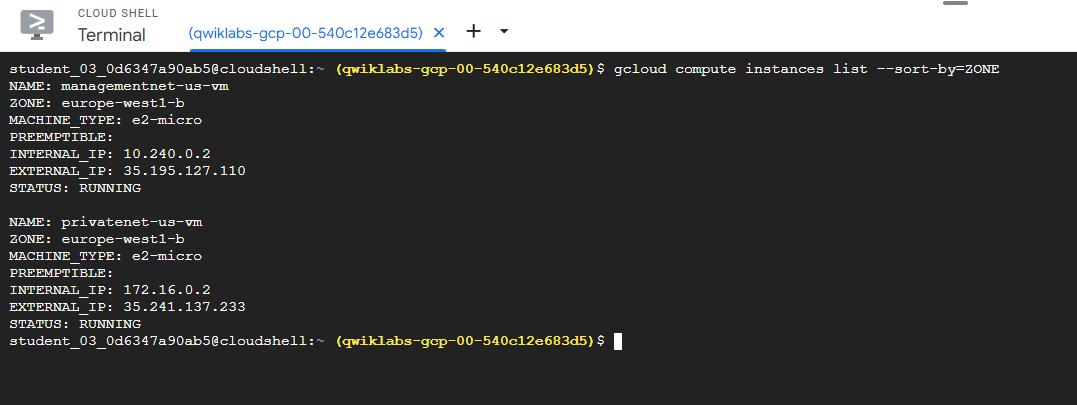 CLOUD SHELL
Terminal
(qwiklabs-gcp-00-540c12e683d5)
student_03_0d6347a90ab5@cloudshell:~ (qwiklabs-gcp-00-540c12e683d5)$ gcloud compute instances list --sort-by=ZONE
NAME: managementnet-us-vm
ZONE: europe-west1-b
MACHINE_TYPE: e2-micro
PREEMPTIBLE:
INTERNAL_IP: 10.240.0.2
EXTERNAL_IP: 35.195.127.110
STATUS: RUNNING

NAME: privatenet-us-vm
ZONE: europe-west1-b
MACHINE_TYPE: e2-micro
PREEMPTIBLE:
INTERNAL_IP: 172.16.0.2
EXTERNAL_IP: 35.241.137.233
STATUS: RUNNING
student_03_0d6347a90ab5@cloudshell:~ (qwiklabs-gcp-00-540c12e683d5)$